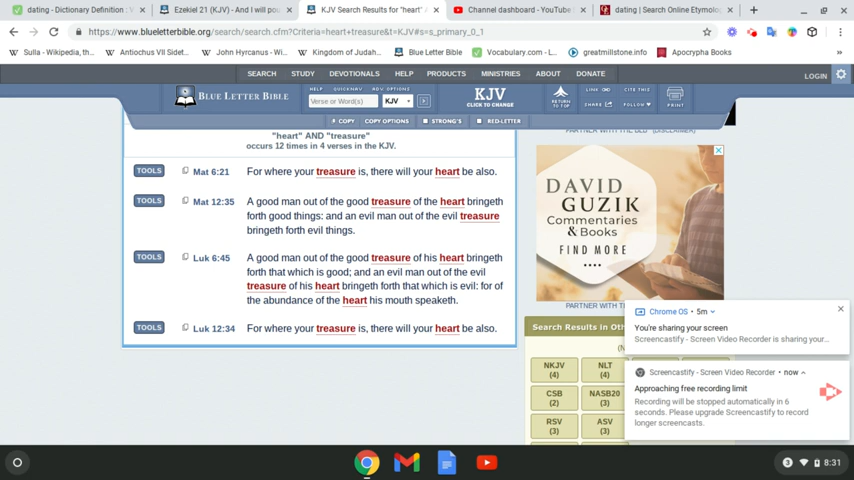 dating - Dictionary Definition : V
Ezekiel 21 (KJV) - And I will pou
KJV Search Results for "heart" A
Channel dashboard - YouTube
dating | Search Online Etymolo
https://www.blueletterbible.org/search/search.cfm?Criteria=heart+treasure&t=KJV#s=s_primary_0_1
Sulla - Wikipedia, th
Antiochus VII Sidet...
John Hyrcanus - Wi...
Kingdom of Judah...
Blue Letter Bible
Vocabulary.com - L...
greatmillstone.info
Apocrypha Books
»
SEARCH STUDY DEVOTIONALS HELP PRODUCTS MINISTRIES ABOUT DONATE
LOGIN
BLUE LETTER BIBLE
HELP QUICKNAV ADV. OPTIONS
Verse or Word(s) KJV
KJV
CLICK TO CHANGE
RETURN TO TOP
LINK
SHARE
CITE THIS
FOLLOW
PRINT
COPY COPY OPTIONS STRONG'S RED-LETTER
"heart" AND "treasure"
occurs 12 times in 4 verses in the KJV.
TOOLS Mat 6:21 For where your treasure is, there will your heart be also.
TOOLS Mat 12:35 A good man out of the good treasure of the heart bringeth
forth good things: and an evil man out of the evil treasure
bringeth forth evil things.
TOOLS Luk 6:45 A good man out of the good treasure of his heart bringeth
forth that which is good; and an evil man out of the evil
treasure of his heart bringeth forth that which is evil: for of
the abundance of the heart his mouth speaketh.
TOOLS Luk 12:34 For where your treasure is, there will your heart be also.
PARTNER WITH THE BLB (DISCLAIMER)
DAVID
GUZIK
Commentaries
& Books
FIND MORE
PARTNER WITH T
Search Results in Oth
(N
NKJV
(4)
NLT
(4)
CSB
(2)
NASB20
(3)
RSV
(3)
ASV
(3)
Chrome OS • 5m
You're sharing your screen
Screencastify - Screen Video Recorder is sharing your...
Screencastify - Screen Video Recorder • now
Approaching free recording limit
Recording will be stopped automatically in 6
seconds. Please upgrade Screencastify to record
longer screencasts.
3 8:31